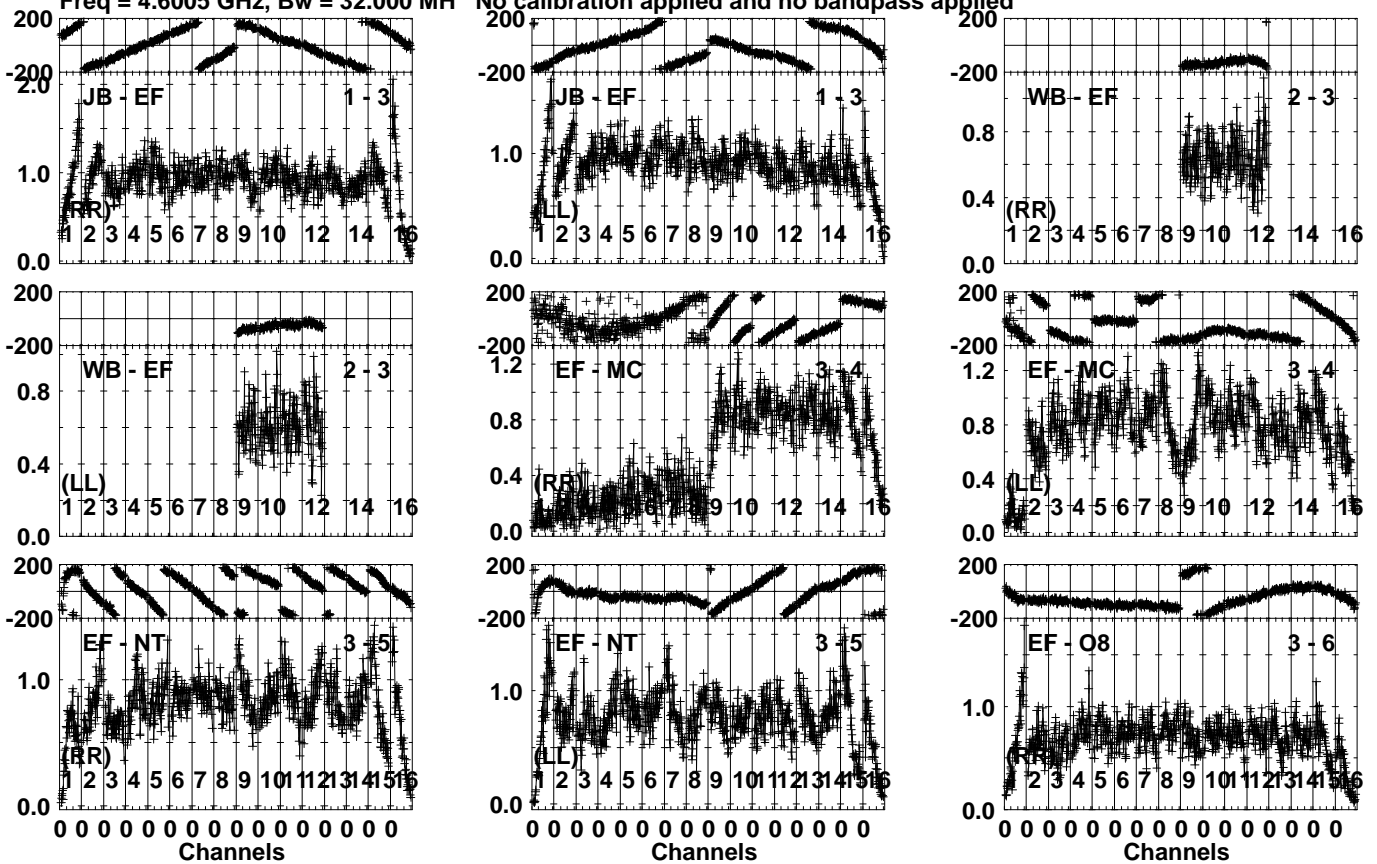 Freq = 4.6005 GHz, Bw = 32.000 MH No calibration applied and no bandpass applied
200
-200
2.0
1.0
0.0
JB - EF 1 - 3
(RR)
1 2 3 4 5 6 7 8 9 10 12 14 16
200
-200
1.0
0.0
JB - EF 1 - 3
(LL)
1 2 3 4 5 6 7 8 9 10 12 14 16
200
-200
0.8
0.4
0.0
WB - EF 2 - 3
(RR)
1 2 3 4 5 6 7 8 9 10 12 14 16
200
-200
0.8
0.4
0.0
WB - EF 2 - 3
(LL)
1 2 3 4 5 6 7 8 9 10 12 14 16
200
-200
1.2
0.8
0.4
0.0
EF - MC 3 - 4
(RR)
10 12 14 16
200
-200
1.2
0.8
0.4
0.0
EF - MC 3 - 4
(LL)
1 2 3 4 5 6 7 8 9 10 12 14 16
200
-200
1.0
0.0
EF - NT 3 - 5
(RR)
1 2 3 4 5 6 7 8 9 10 11 12 13 14 15 16
200
-200
1.0
0.0
EF - NT 3 - 5
(LL)
1 2 3 4 5 6 7 8 9 10 11 12 13 14 15 16
200
-200
1.0
0.0
EF - O8 3 - 6
(RR)
2 3 4 5 6 7 8 9 10 11 12 13 14 15 16
0 0 0 0 0 0 0 0 0 0 0 0 0 0 0 0
Channels
0 0 0 0 0 0 0 0 0 0 0 0 0 0 0 0
Channels
0 0 0 0 0 0 0 0 0 0 0 0 0 0 0 0
Channels